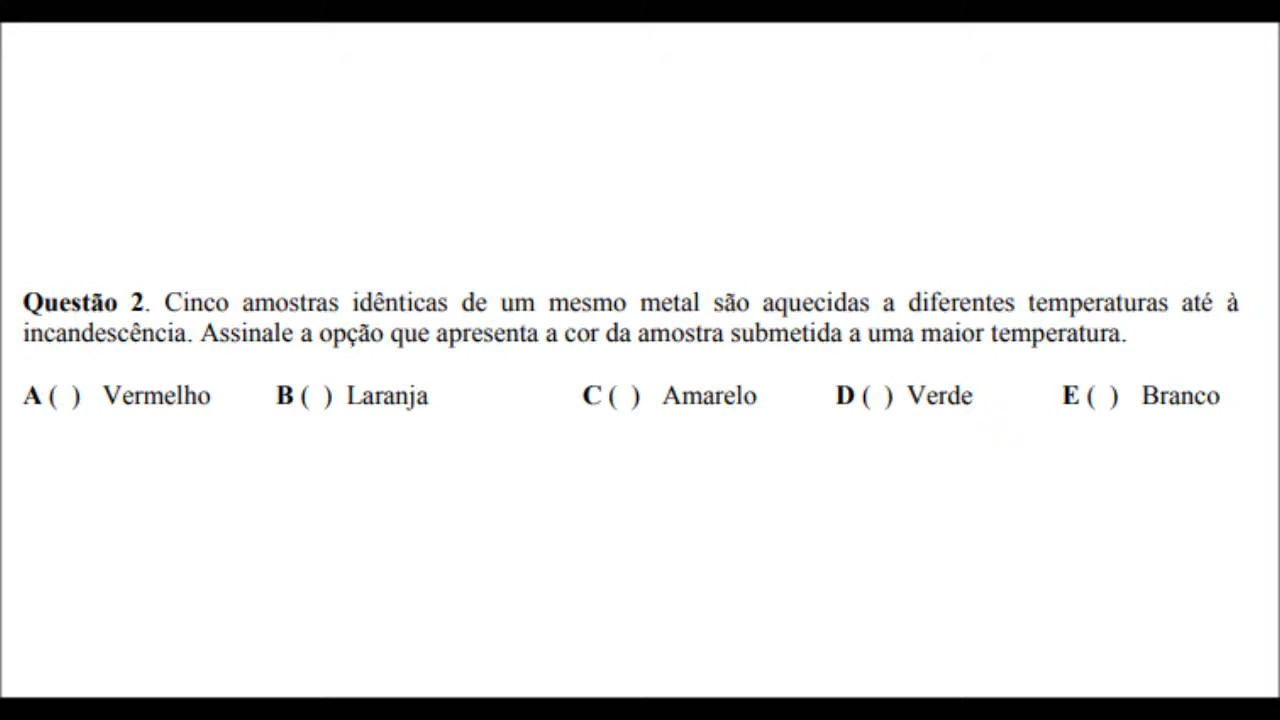 Questão 2. Cinco amostras idênticas de um mesmo metal são aquecidas a diferentes temperaturas até à
incandescência. Assinale a opção que apresenta a cor da amostra submetida a uma maior temperatura.
A ( ) Vermelho B ( ) Laranja C ( ) Amarelo D ( ) Verde E ( ) Branco